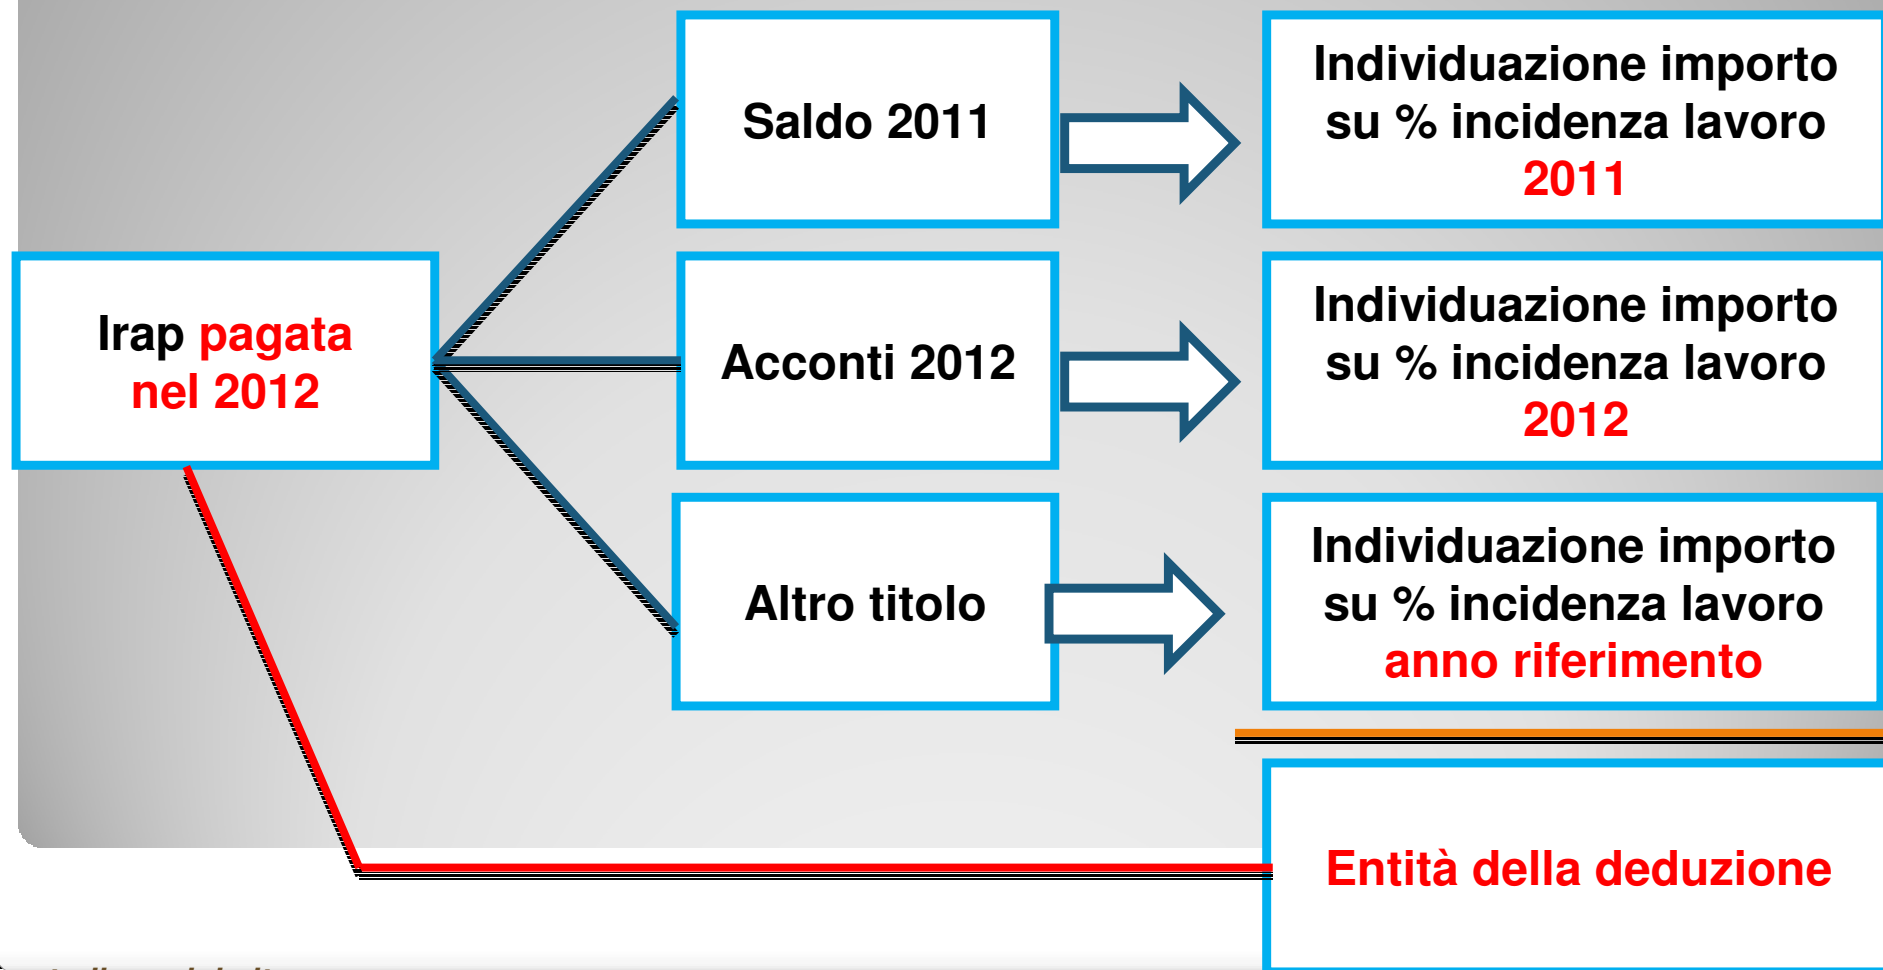 Saldo 2011
Individuazione importo
su % incidenza lavoro
2011
Irap pagata
nel 2012
Acconti 2012
Individuazione importo
su % incidenza lavoro
2012
Altro titolo
Individuazione importo
su % incidenza lavoro
anno riferimento
Entità della deduzione